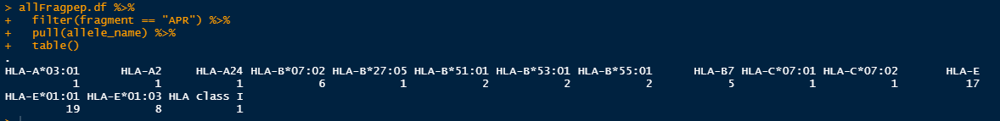 > allFragpep.df %>%
+   filter(fragment == "APR") %>%
+   pull(allele_name) %>%
+   table()
.
HLA-A*03:01      HLA-A2     HLA-A24 HLA-B*07:02 HLA-B*27:05 HLA-B*51:01 HLA-B*53:01 HLA-B*55:01      HLA-B7 HLA-C*07:01 HLA-C*07:02       HLA-E
          1           1           1           6           1           2           2           2           5           1           1          17
HLA-E*01:01 HLA-E*01:03 HLA class I
         19           8           1
>